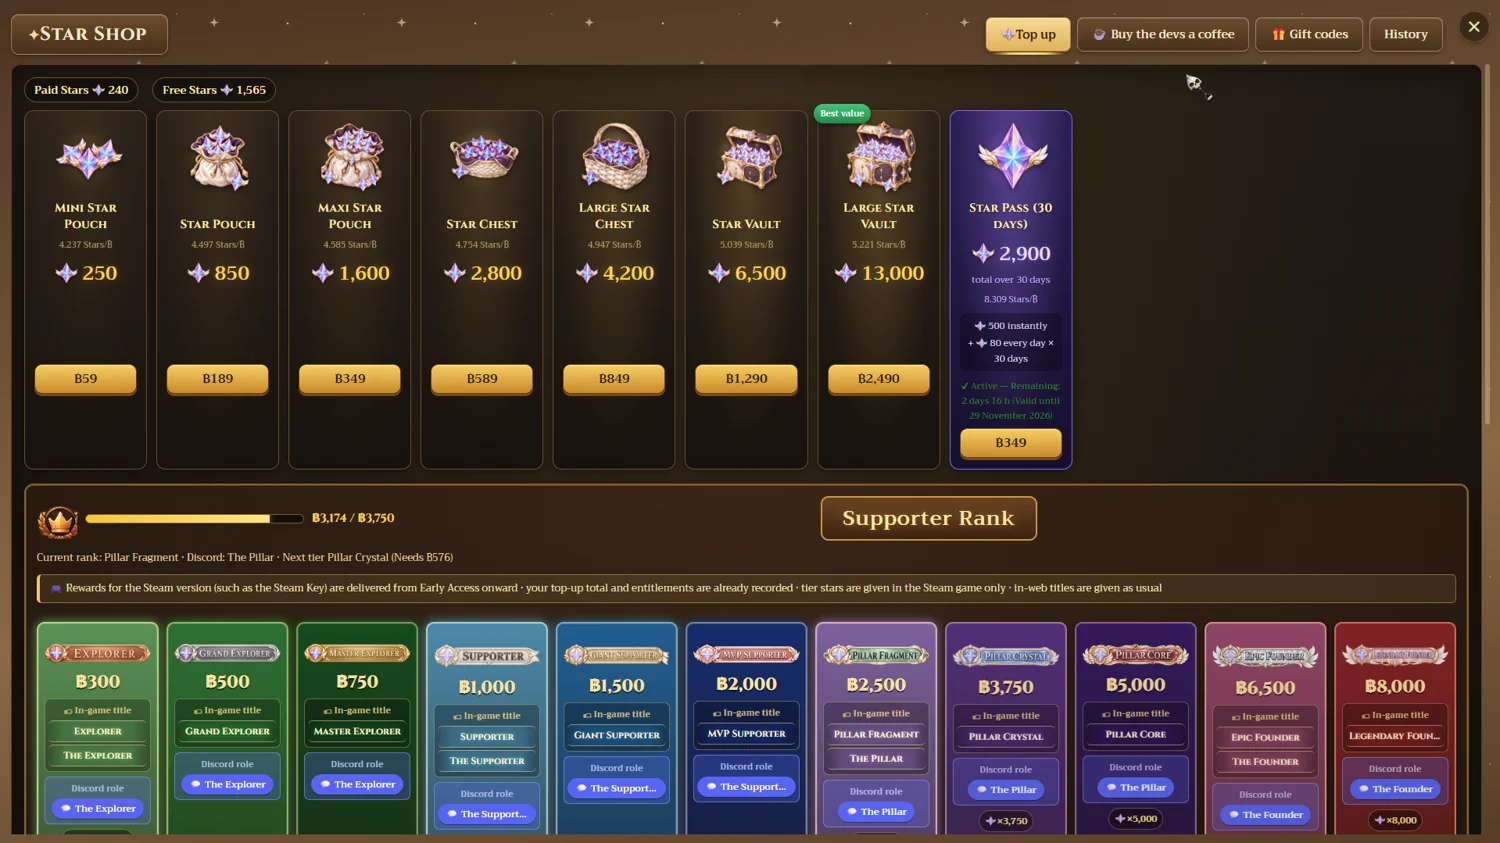 STAR SHOP
Top up
Buy the devs a coffee
Gift codes
History
Paid Stars 240
Free Stars 1,565
Best value
MINI STAR
POUCH
4.237 Stars/฿
250
฿59
STAR POUCH
4.497 Stars/฿
850
฿189
MAXI STAR
POUCH
4.585 Stars/฿
1,600
฿349
STAR CHEST
4.754 Stars/฿
2,800
฿589
LARGE STAR
CHEST
4.947 Stars/฿
4,200
฿849
STAR VAULT
5.039 Stars/฿
6,500
฿1,290
LARGE STAR
VAULT
5.221 Stars/฿
13,000
฿2,490
STAR PASS (30
DAYS)
2,900
total over 30 days
8.309 Stars/฿
500 instantly
+ 80 every day ×
30 days
✓ Active — Remaining:
2 days 16 h (Valid until
29 November 2026)
฿349
฿3,174 / ฿3,750
Supporter Rank
Current rank: Pillar Fragment · Discord: The Pillar · Next tier Pillar Crystal (Needs ฿576)
Rewards for the Steam version (such as the Steam Key) are delivered from Early Access onward · your top-up total and entitlements are already recorded · tier stars are given in the Steam game only · in-web titles are given as usual
EXPLORER
฿300
In-game title
EXPLORER
THE EXPLORER
Discord role
The Explorer
GRAND EXPLORER
฿500
In-game title
GRAND EXPLORER
Discord role
The Explorer
MASTER EXPLORER
฿750
In-game title
MASTER EXPLORER
Discord role
The Explorer
SUPPORTER
฿1,000
In-game title
SUPPORTER
THE SUPPORTER
Discord role
The Support...
GIANT SUPPORTER
฿1,500
In-game title
GIANT SUPPORTER
Discord role
The Support...
MVP SUPPORTER
฿2,000
In-game title
MVP SUPPORTER
Discord role
The Support...
PILLAR FRAGMENT
฿2,500
In-game title
PILLAR FRAGMENT
THE PILLAR
Discord role
The Pillar
PILLAR CRYSTAL
฿3,750
In-game title
PILLAR CRYSTAL
Discord role
The Pillar
×3,750
PILLAR CORE
฿5,000
In-game title
PILLAR CORE
Discord role
The Pillar
×5,000
EPIC FOUNDER
฿6,500
In-game title
EPIC FOUNDER
THE FOUNDER
Discord role
The Founder
฿8,000
In-game title
LEGENDARY FOUN...
Discord role
The Founder
×8,000